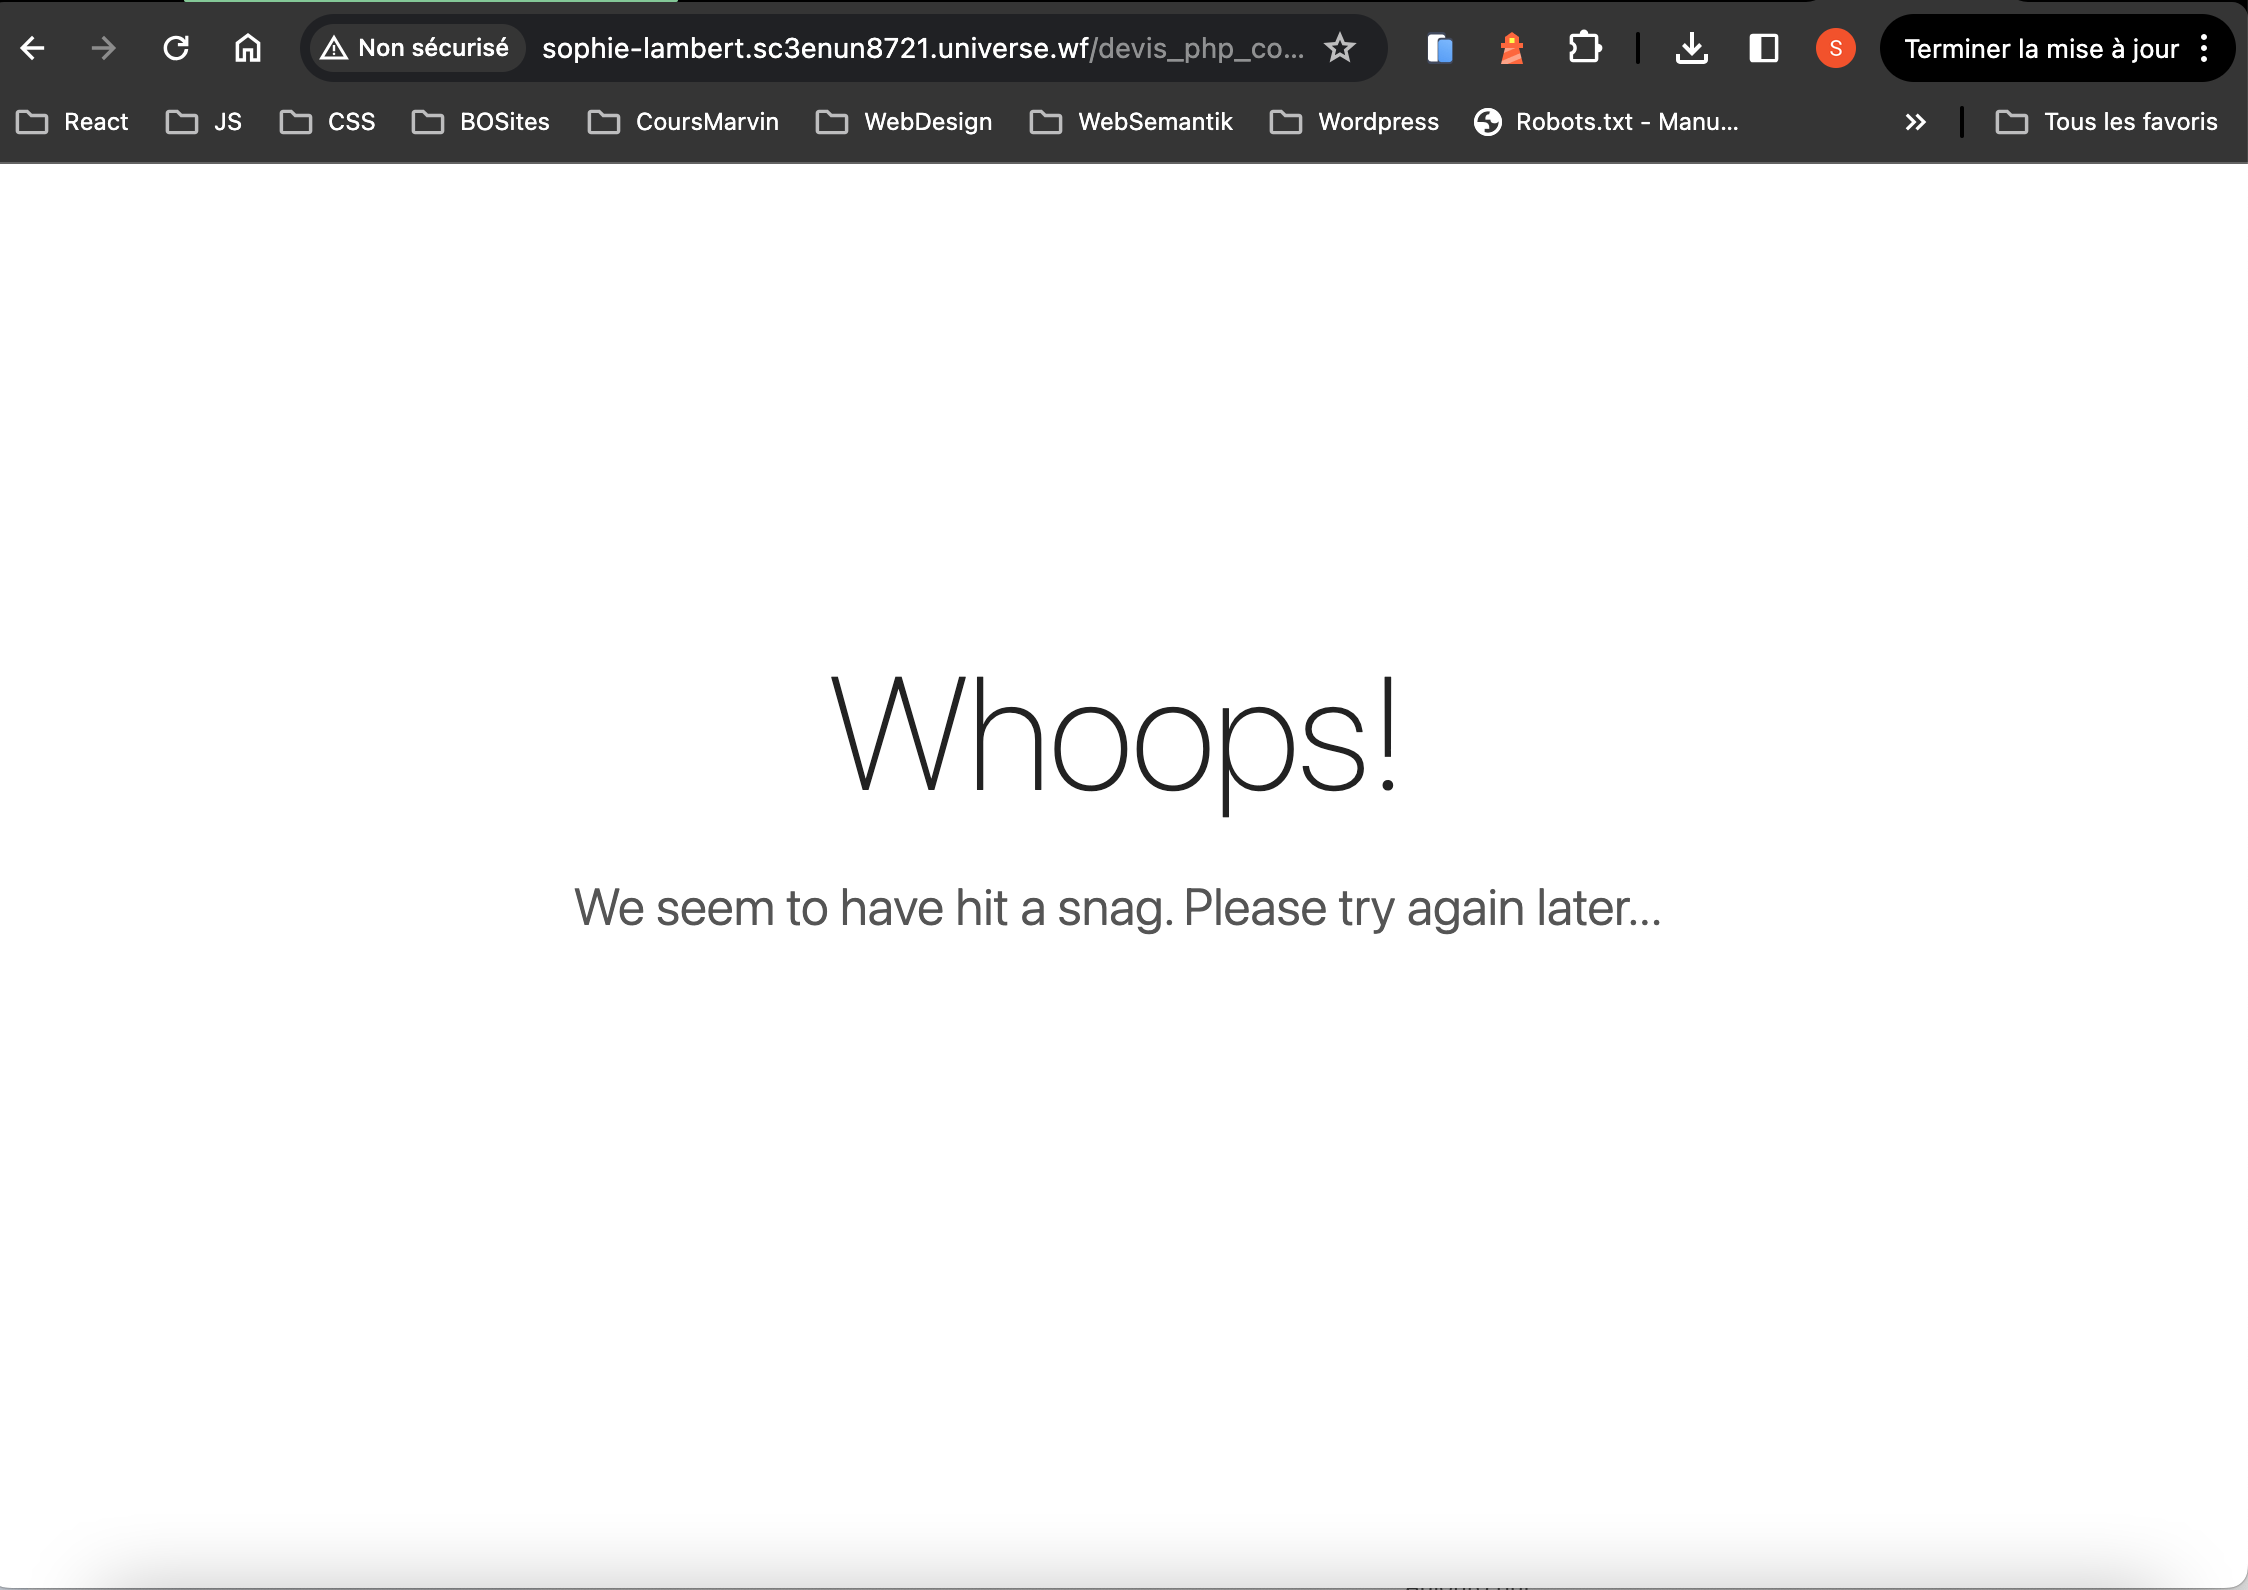 Non sécurisé sophie-lambert.sc3enun8721.universe.wf/devis_php_co... S Terminer la mise à jour
React JS CSS BOSites CoursMarvin WebDesign WebSemantik Wordpress Robots.txt - Manu... Tous les favoris
Whoops!
We seem to have hit a snag. Please try again later...